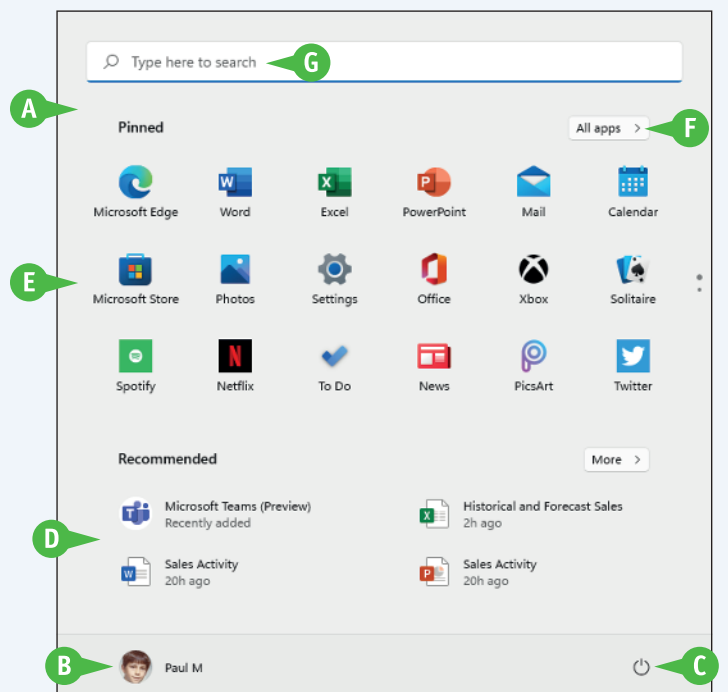 Type here to search
G
A
Pinned
All apps >
F
Microsoft Edge Word Excel PowerPoint Mail Calendar
E
Microsoft Store Photos Settings Office Xbox Solitaire
Spotify Netflix To Do News PicsArt Twitter
Recommended
More >
Microsoft Teams (Preview)
Recently added
Historical and Forecast Sales
2h ago
D
Sales Activity
20h ago
Sales Activity
20h ago
B
Paul M
C